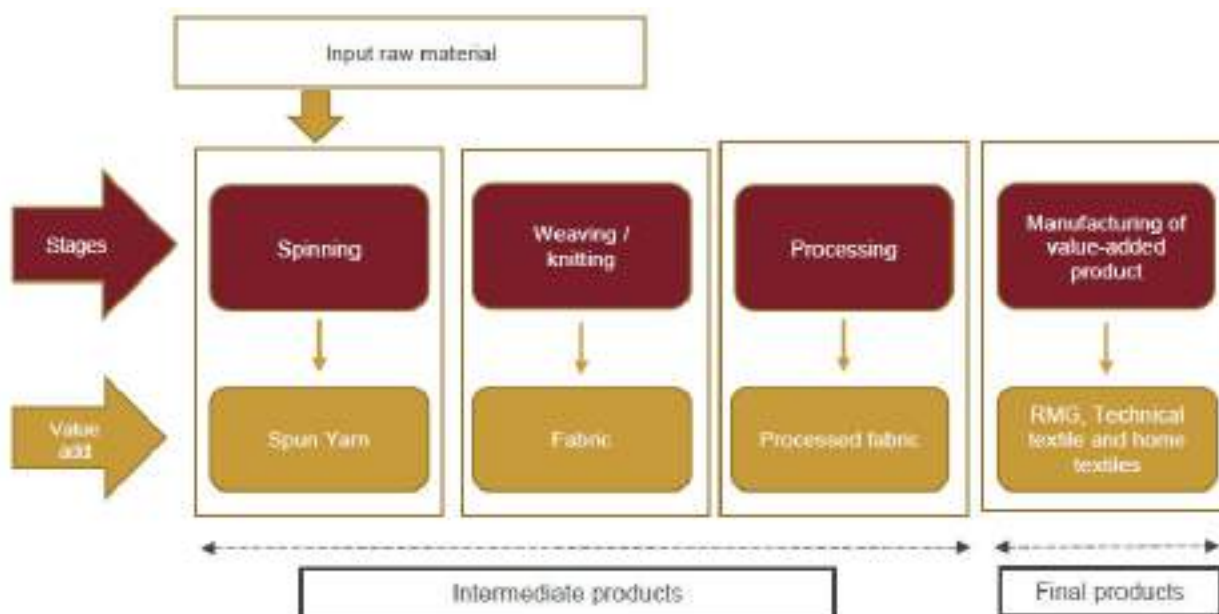 Input raw material
Stages
Spinning
Weaving /
knitting
Processing
Manufacturing of
value-added
product
Value
add
Spun Yarn
Fabric
Processed fabric
RMG, Technical
textile and home
textiles
Intermediate products
Final products